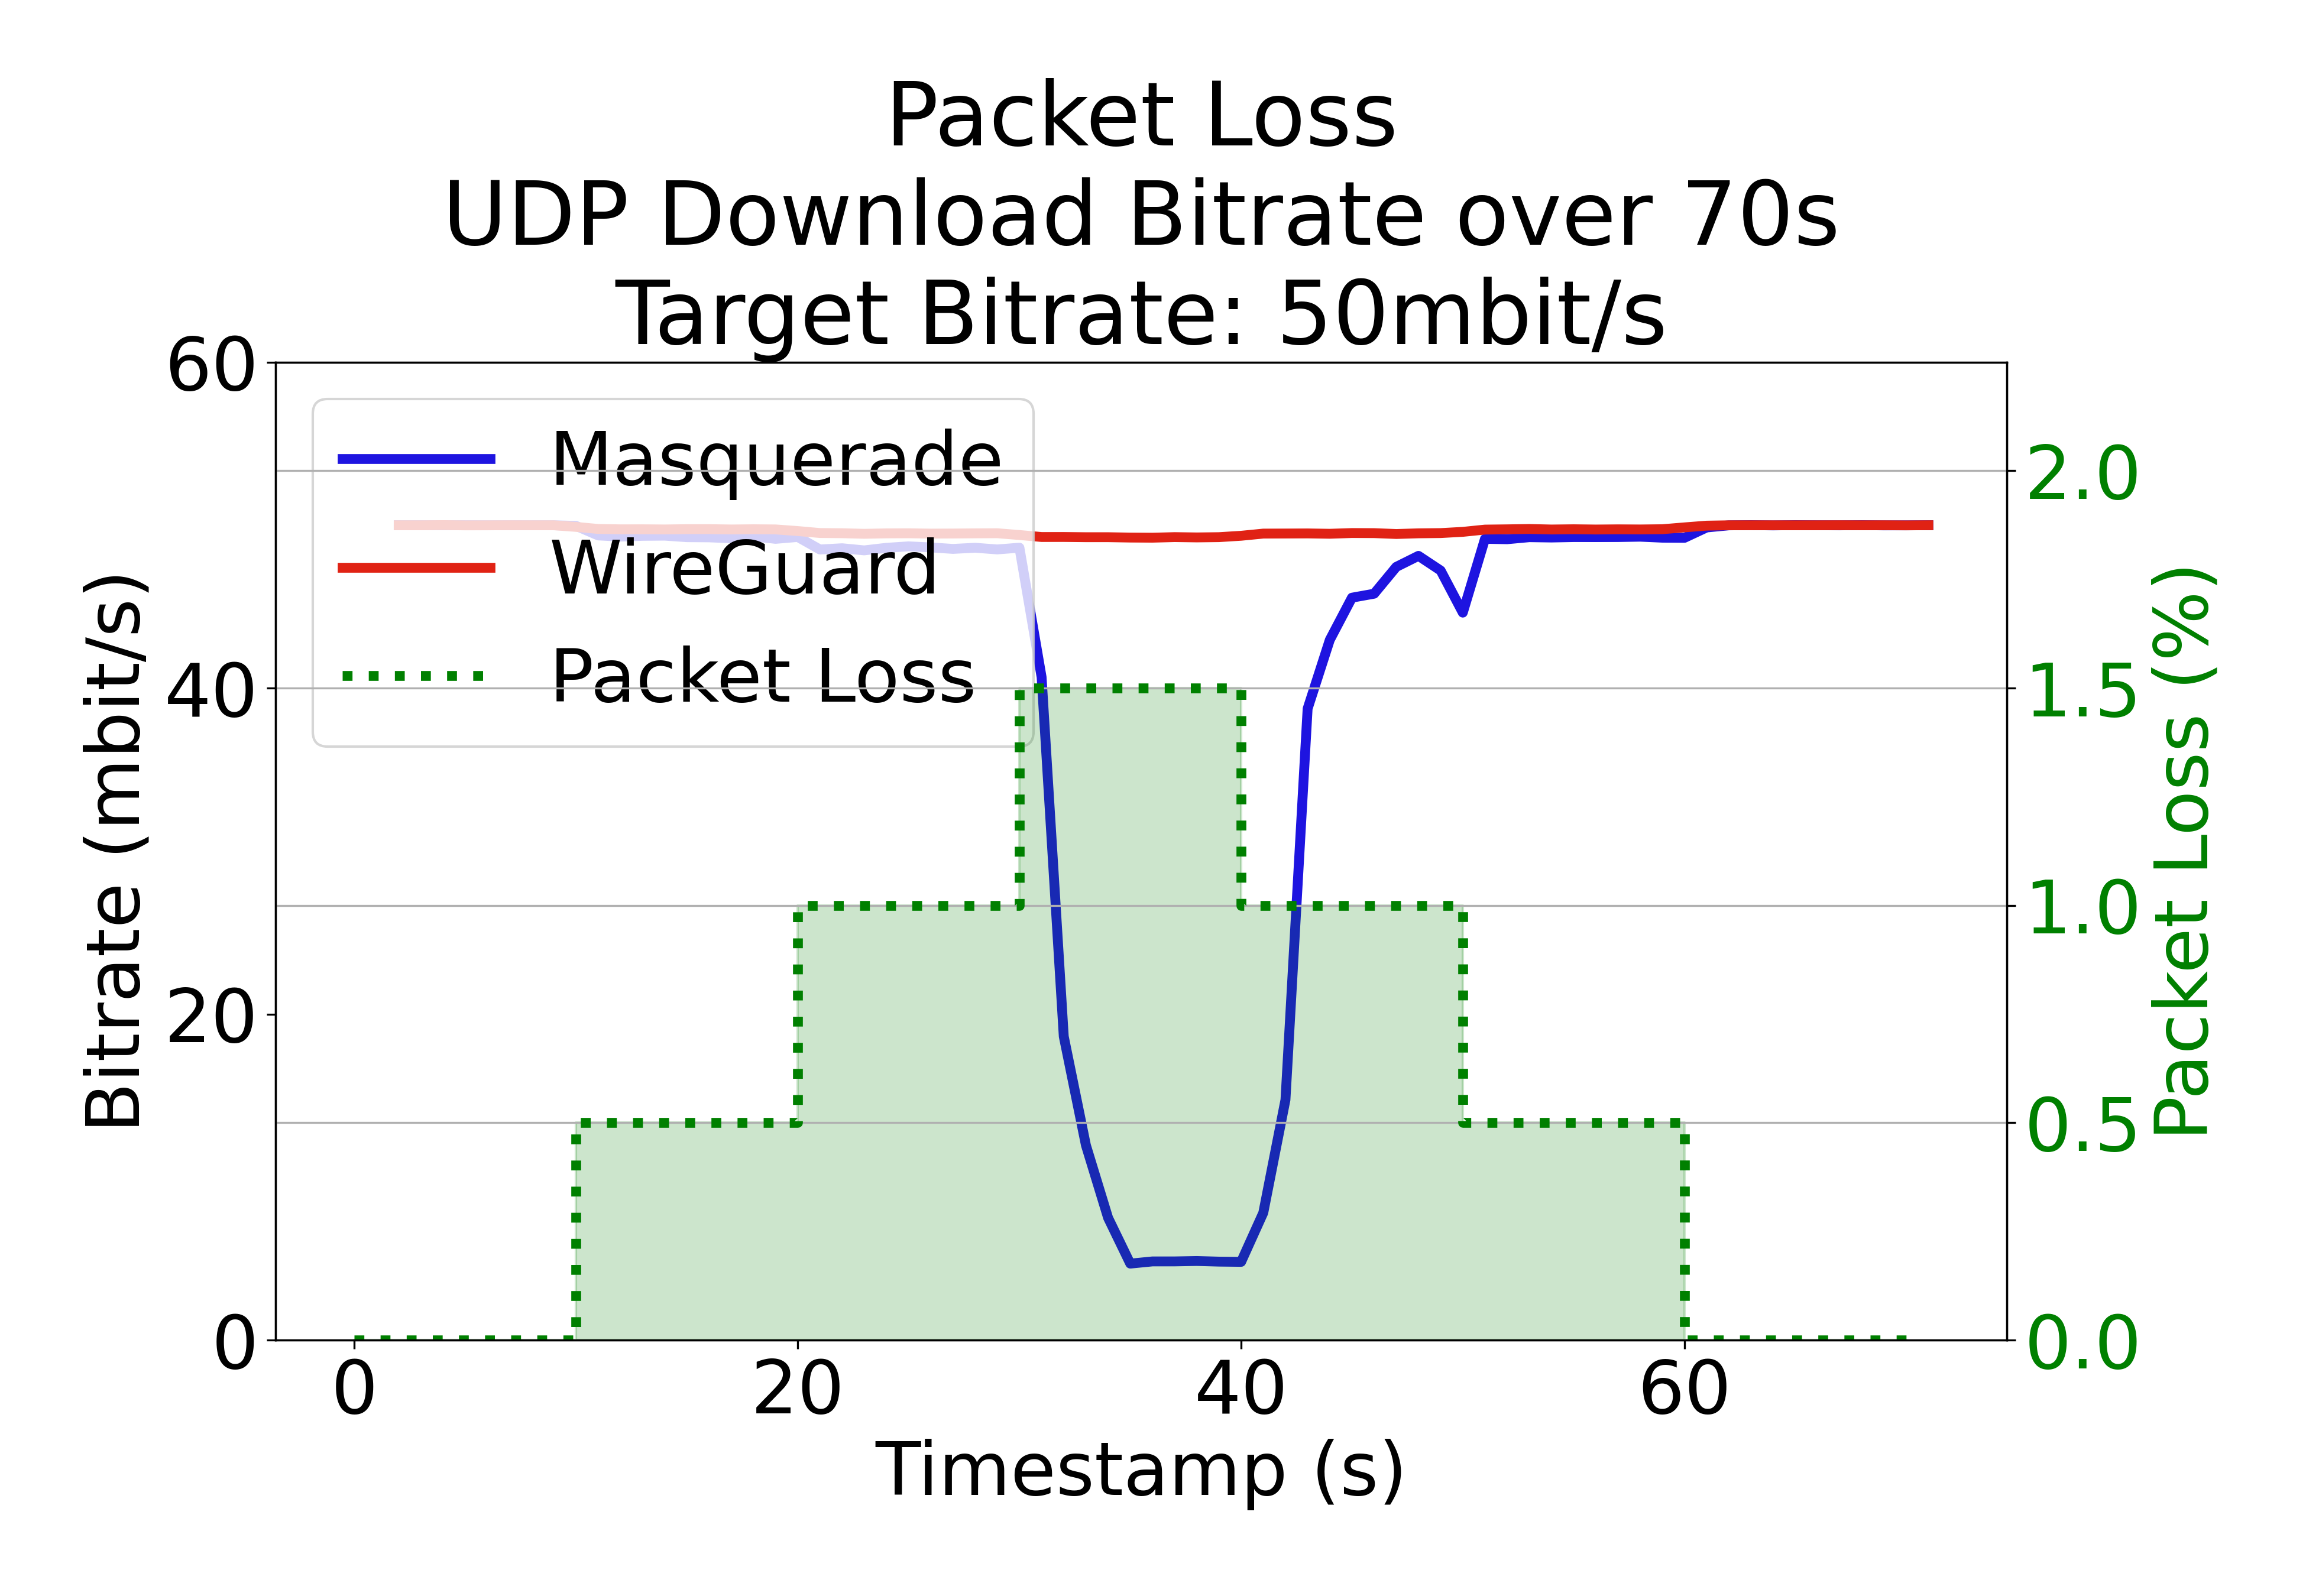 Packet Loss
UDP Download Bitrate over 70s
Target Bitrate: 50mbit/s
Masquerade
WireGuard
Packet Loss
Bitrate (mbit/s)
60
40
20
0
2.0
1.5
1.0
0.5
0.0
Packet Loss (%)
0 20 40 60
Timestamp (s)